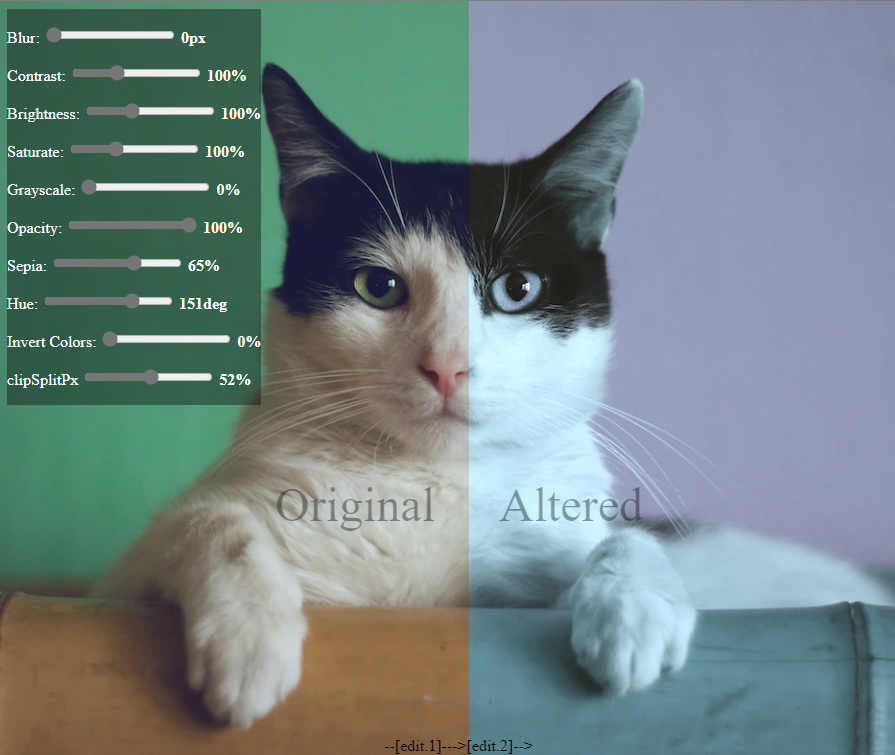 Blur: 0px
Contrast: 100%
Brightness: 100%
Saturate: 100%
Grayscale: 0%
Opacity: 100%
Sepia: 65%
Hue: 151deg
Invert Colors: 0%
clipSplitPx 52%
Original Altered
--[edit.1]--->[edit.2]-->